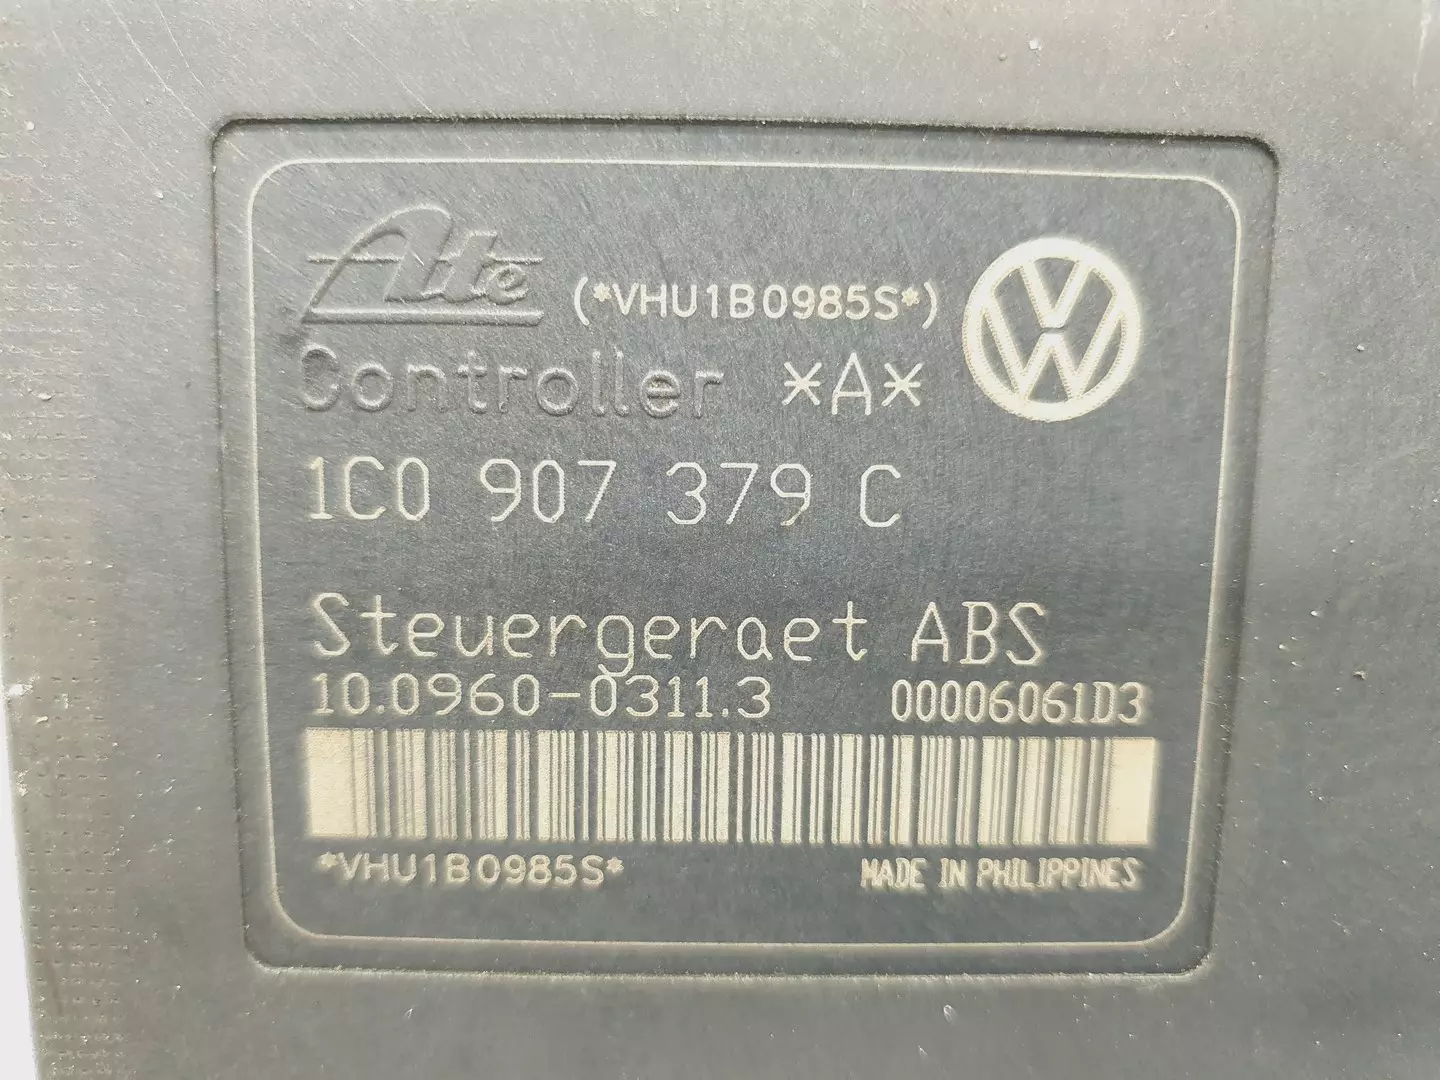 Ate (*VHU1B0985S*)
Controller *A*
1C0 907 379 C
Steuergeraet ABS
10.0960-0311.3 00006061D3
*VHU1B0985S* MADE IN PHILIPPINES